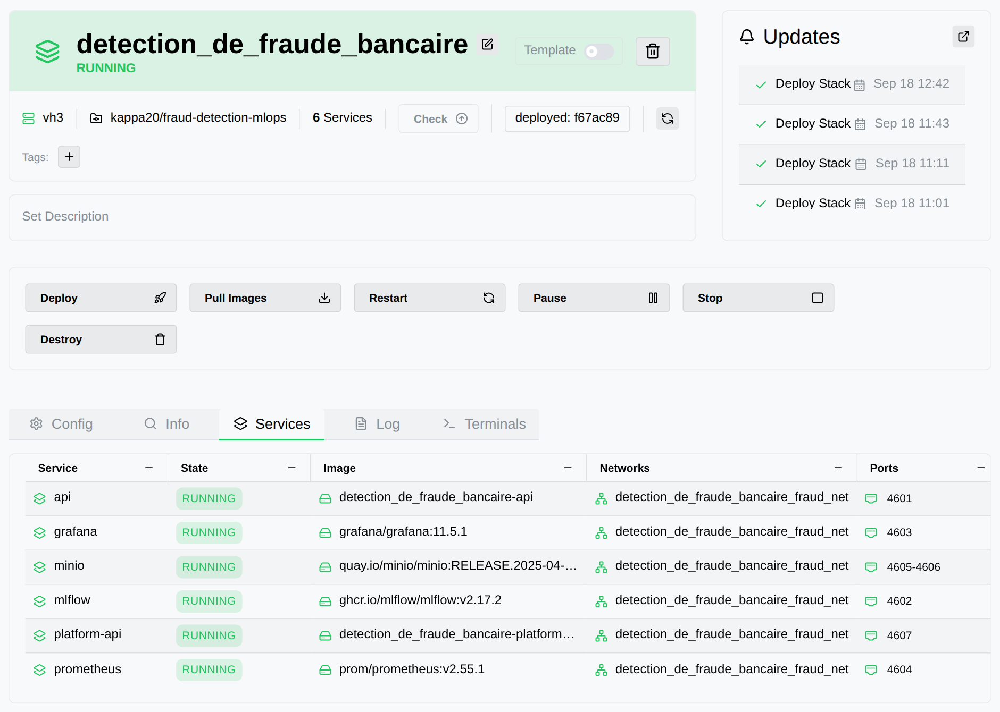 detection_de_fraude_bancaire
RUNNING
Template
vh3
kappa20/fraud-detection-mlops
6 Services
Check
deployed: f67ac89
Tags:
Set Description
Updates
Deploy Stack Sep 18 12:42
Deploy Stack Sep 18 11:43
Deploy Stack Sep 18 11:11
Deploy Stack Sep 18 11:01
Deploy
Pull Images
Restart
Pause
Stop
Destroy
Config
Info
Services
Log
Terminals
Service State Image Networks Ports
api RUNNING detection_de_fraude_bancaire-api detection_de_fraude_bancaire_fraud_net 4601
grafana RUNNING grafana/grafana:11.5.1 detection_de_fraude_bancaire_fraud_net 4603
minio RUNNING quay.io/minio/minio:RELEASE.2025-04-… detection_de_fraude_bancaire_fraud_net 4605-4606
mlflow RUNNING ghcr.io/mlflow/mlflow:v2.17.2 detection_de_fraude_bancaire_fraud_net 4602
platform-api RUNNING detection_de_fraude_bancaire-platform… detection_de_fraude_bancaire_fraud_net 4607
prometheus RUNNING prom/prometheus:v2.55.1 detection_de_fraude_bancaire_fraud_net 4604